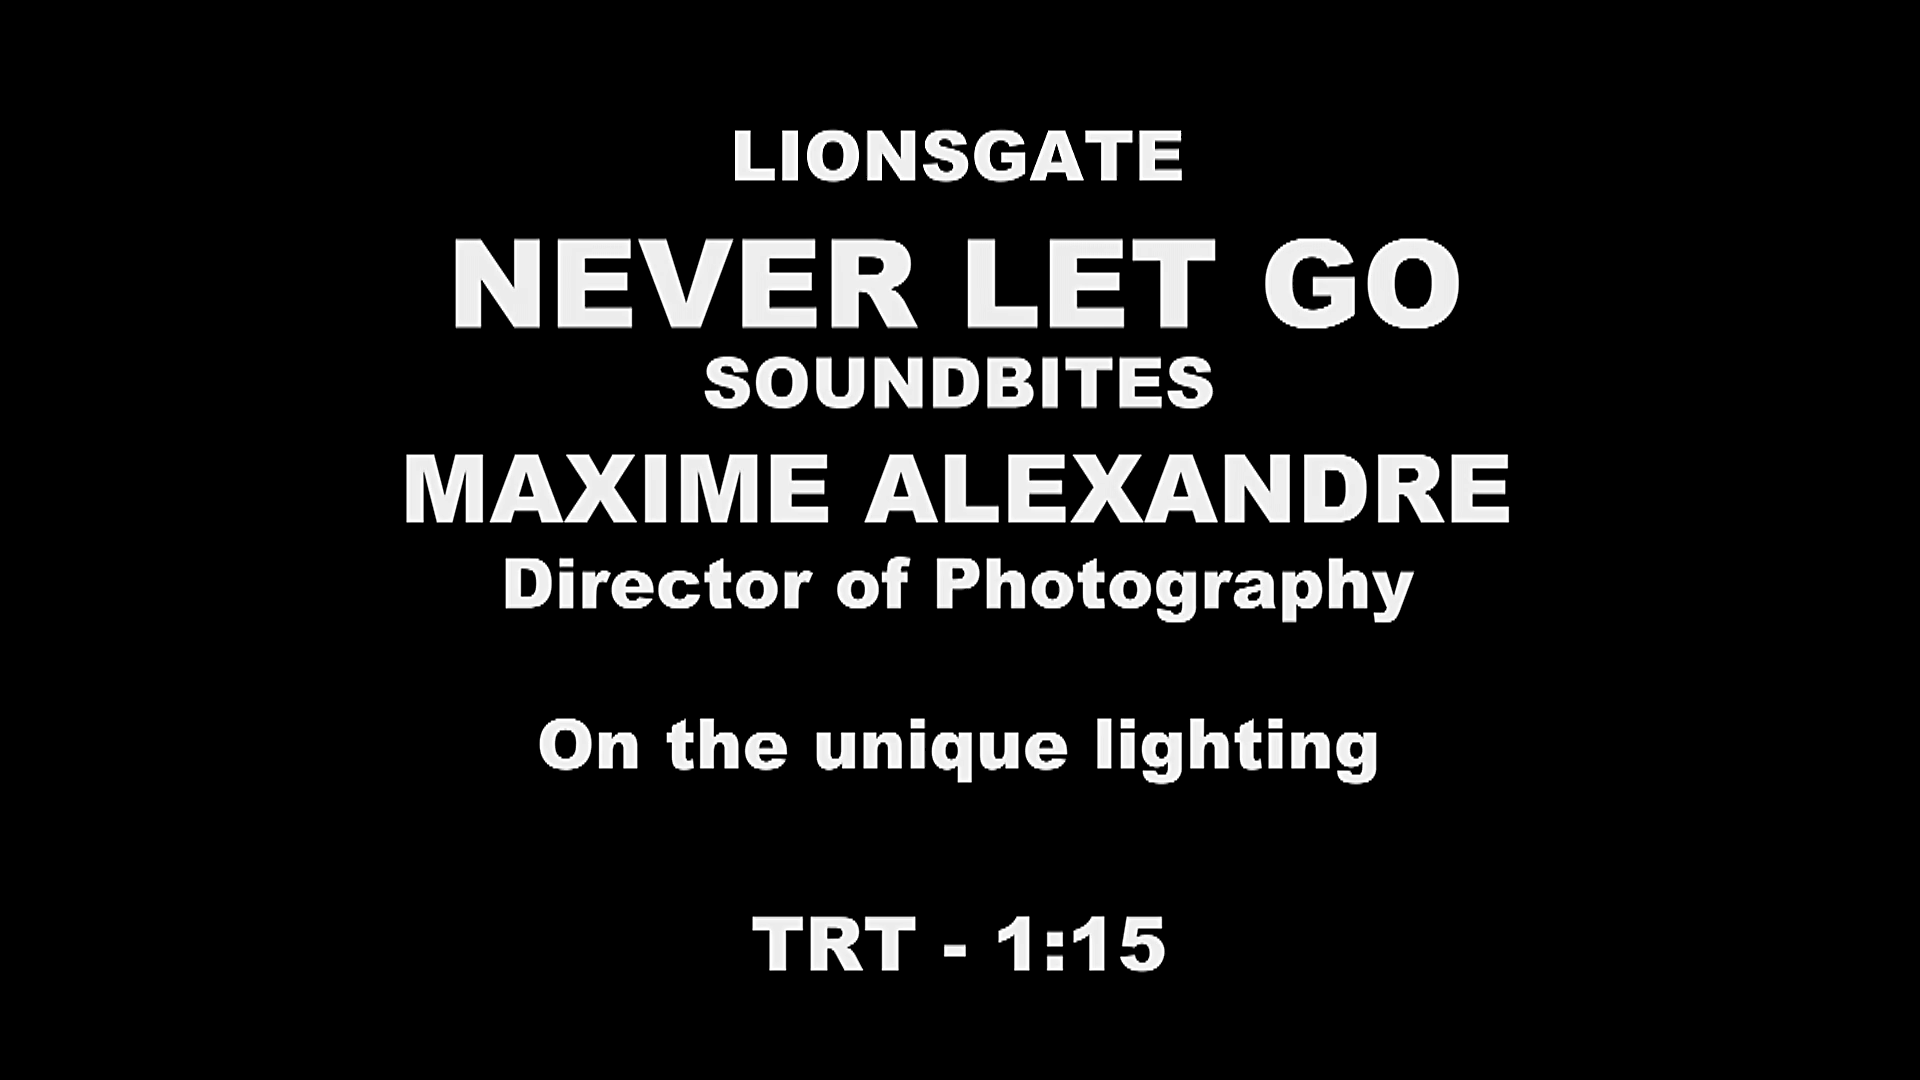 LIONSGATE
NEVER LET GO
SOUNDBITES
MAXIME ALEXANDRE
Director of Photography
On the unique lighting
TRT - 1:15